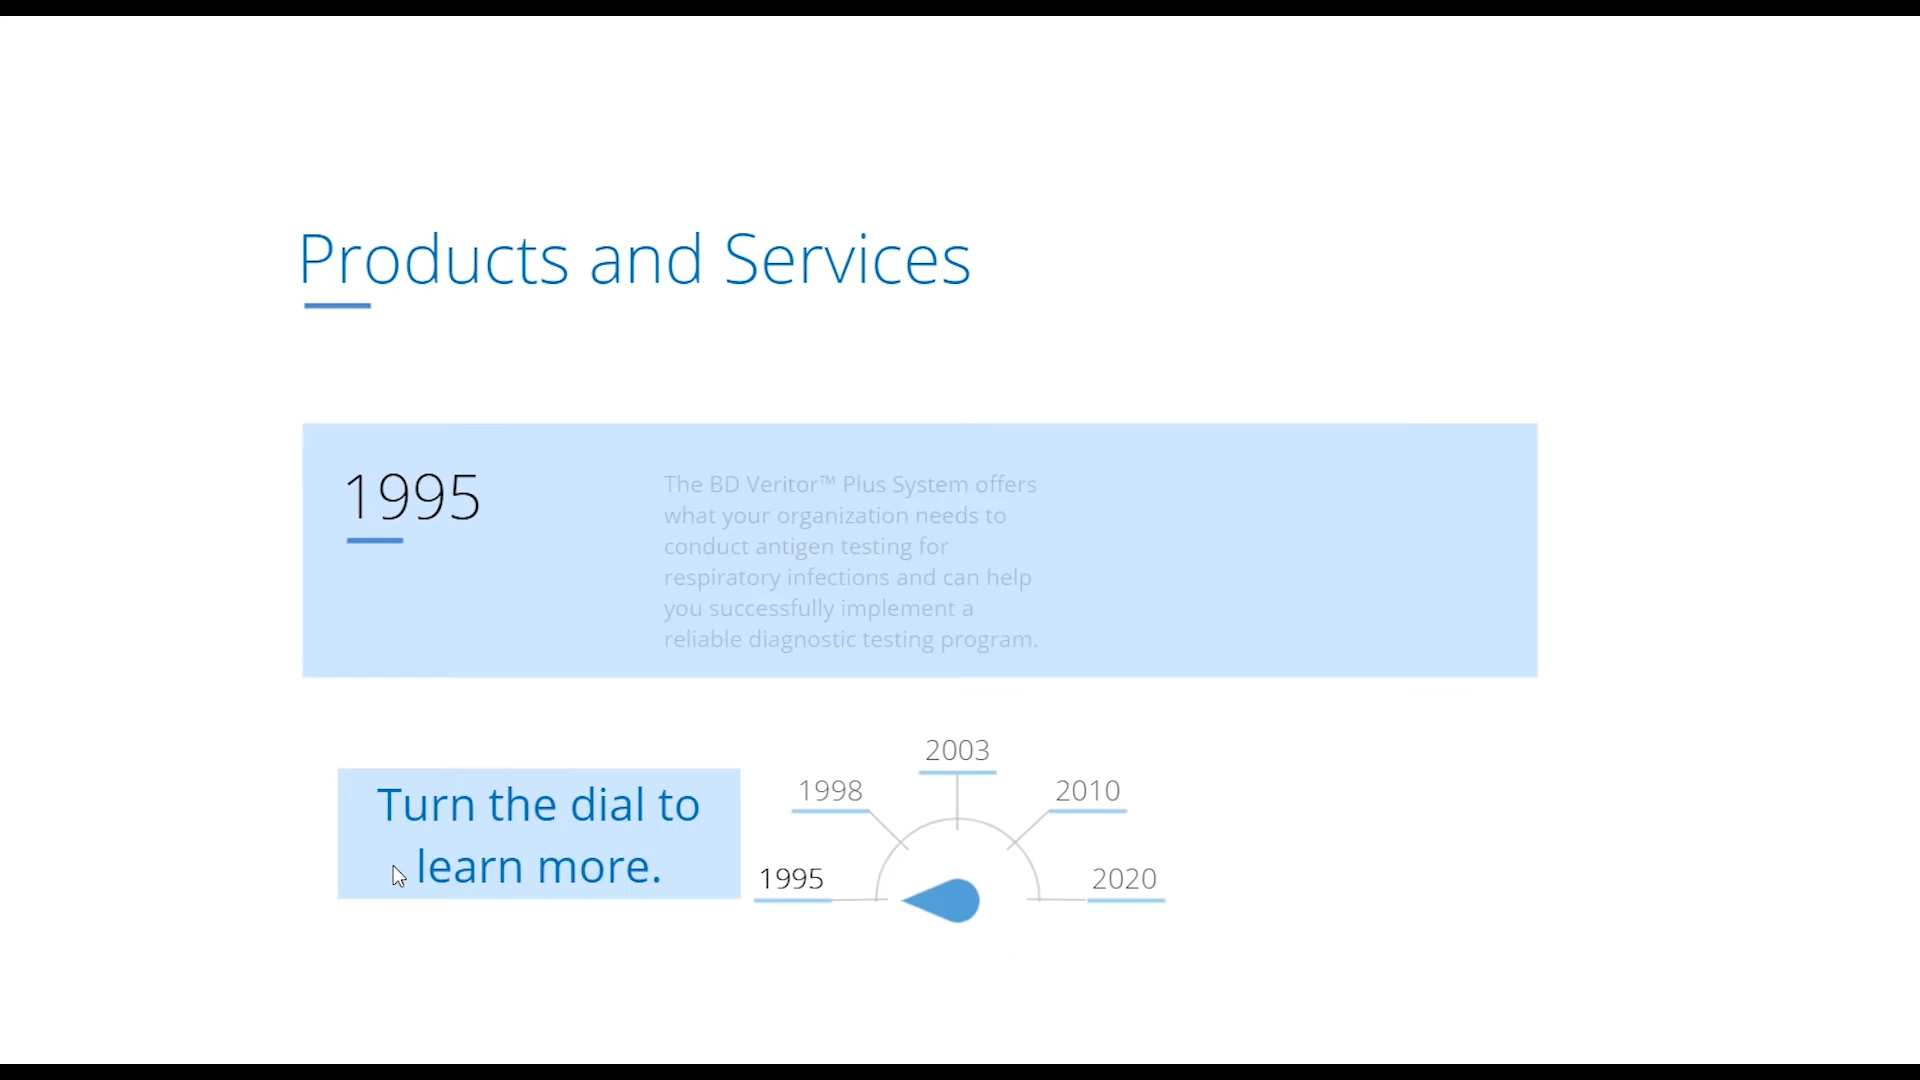 Products and Services
1995
The BD Veritor™ Plus System offers
what your organization needs to
conduct antigen testing for
respiratory infections and can help
you successfully implement a
reliable diagnostic testing program.
Turn the dial to
learn more.
1995
1998
2003
2010
2020